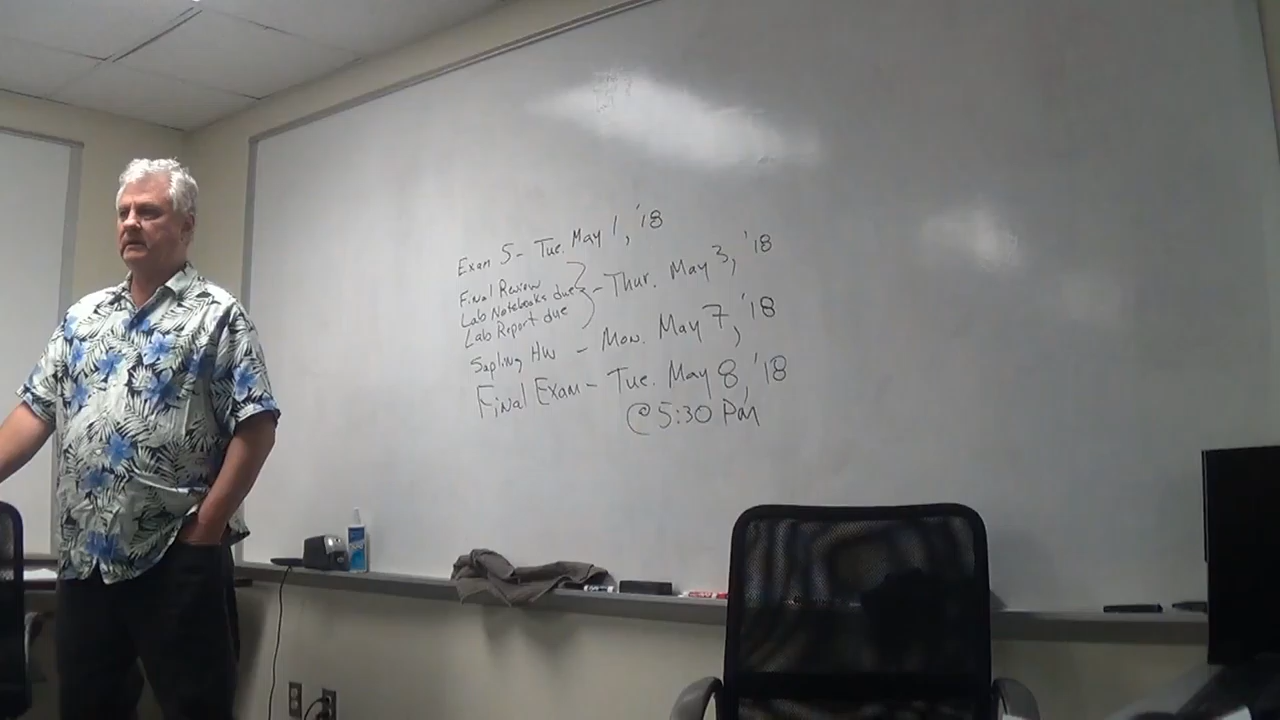 Exam 5 - Tue. May 1, '18
Final Review
Lab Notebooks due - Thur. May 3, '18
Lab Report due
Sapling HW - Mon. May 7, '18
Final Exam - Tue. May 8, '18
@ 5:30 PM